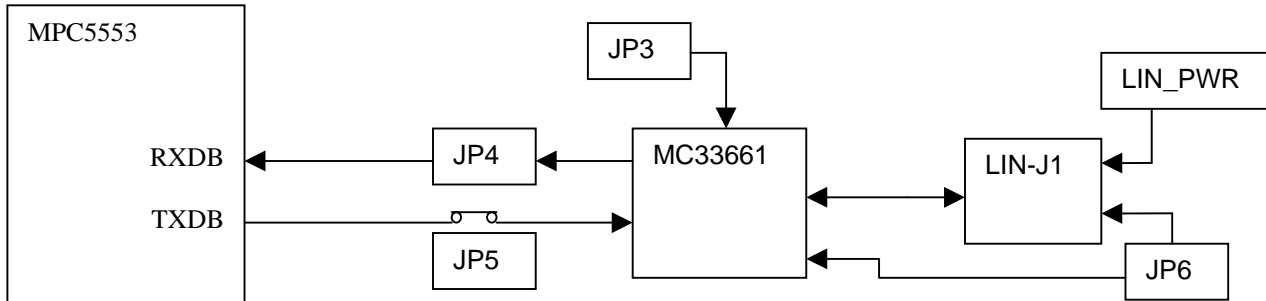 MPC5553
JP3
LIN_PWR
RXDB
JP4
MC33661
LIN-J1
TXDB
JP5
JP6